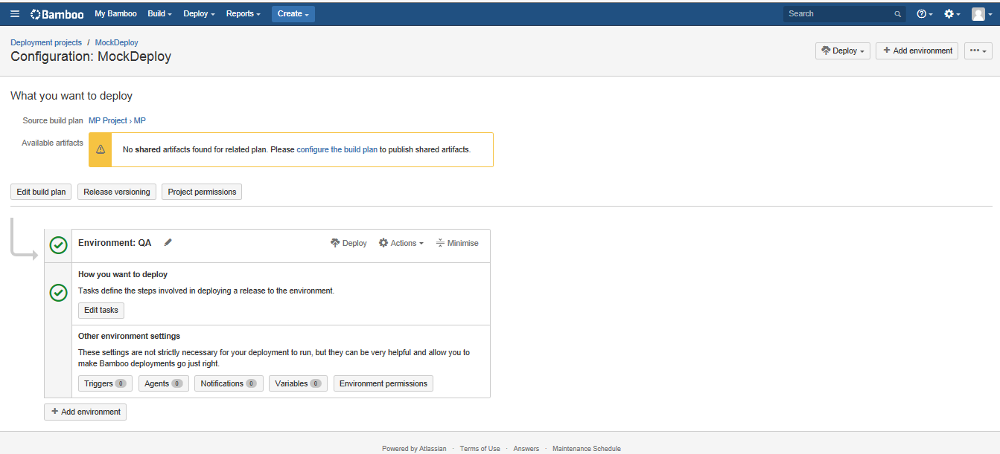 Bamboo My Bamboo Build Deploy Reports Create Search
Deployment projects / MockDeploy
Configuration: MockDeploy
Deploy + Add environment •••
What you want to deploy
Source build plan MP Project › MP
Available artifacts
No shared artifacts found for related plan. Please configure the build plan to publish shared artifacts.
Edit build plan Release versioning Project permissions
Environment: QA Deploy Actions Minimise
How you want to deploy
Tasks define the steps involved in deploying a release to the environment.
Edit tasks
Other environment settings
These settings are not strictly necessary for your deployment to run, but they can be very helpful and allow you to
make Bamboo deployments go just right.
Triggers 0 Agents 0 Notifications 0 Variables 0 Environment permissions
+ Add environment
Powered by Atlassian · Terms of Use · Answers · Maintenance Schedule